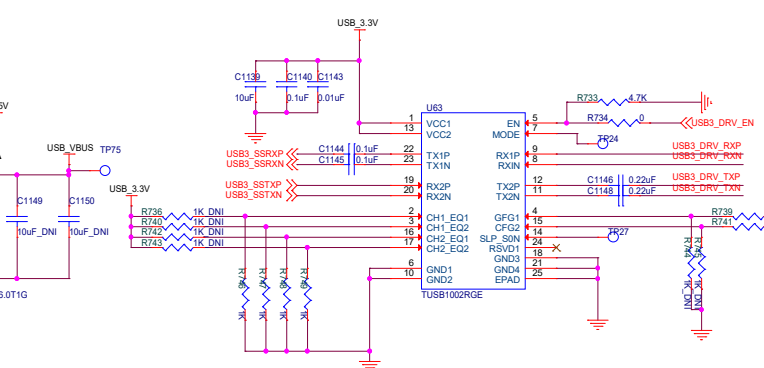 USB_3.3V
C1139
C1140
C1143
10uF
0.1uF
0.01uF
U63
R733
4.7K
R734
0
USB3_DRV_EN
5V
USB_VBUS
TP75
USB_3.3V
1
VCC1
13
VCC2
EN
5
MODE
7
TP24
USB3_SSRXP
C1144
0.1uF
22
TX1P
RX1P
9
USB3_DRV_RXP
USB3_SSRXN
C1145
0.1uF
23
TX1N
RXIN
8
USB3_DRV_RXN
USB3_SSTXP
19
RX2P
TX2P
12
C1146
0.22uF
USB3_DRV_TXP
USB3_SSTXN
20
RX2N
TX2N
11
C1148
0.22uF
USB3_DRV_TXN
C1149
C1150
10uF_DNI
10uF_DNI
R736
1K_DNI
2
CH1_EQ1
GFG1
4
R739
R740
1K_DNI
3
CH1_EQ2
CFG2
15
R741
R742
1K_DNI
16
CH2_EQ1
SLP_S0N
14
TP27
R743
1K_DNI
17
CH2_EQ2
RSVD1
24
GND3
18
6
GND1
GND4
21
10
GND2
EPAD
25
TUSB1002RGE
1K
1K
1K
1K
1K_DNI
1K_DNI
6.0T1G